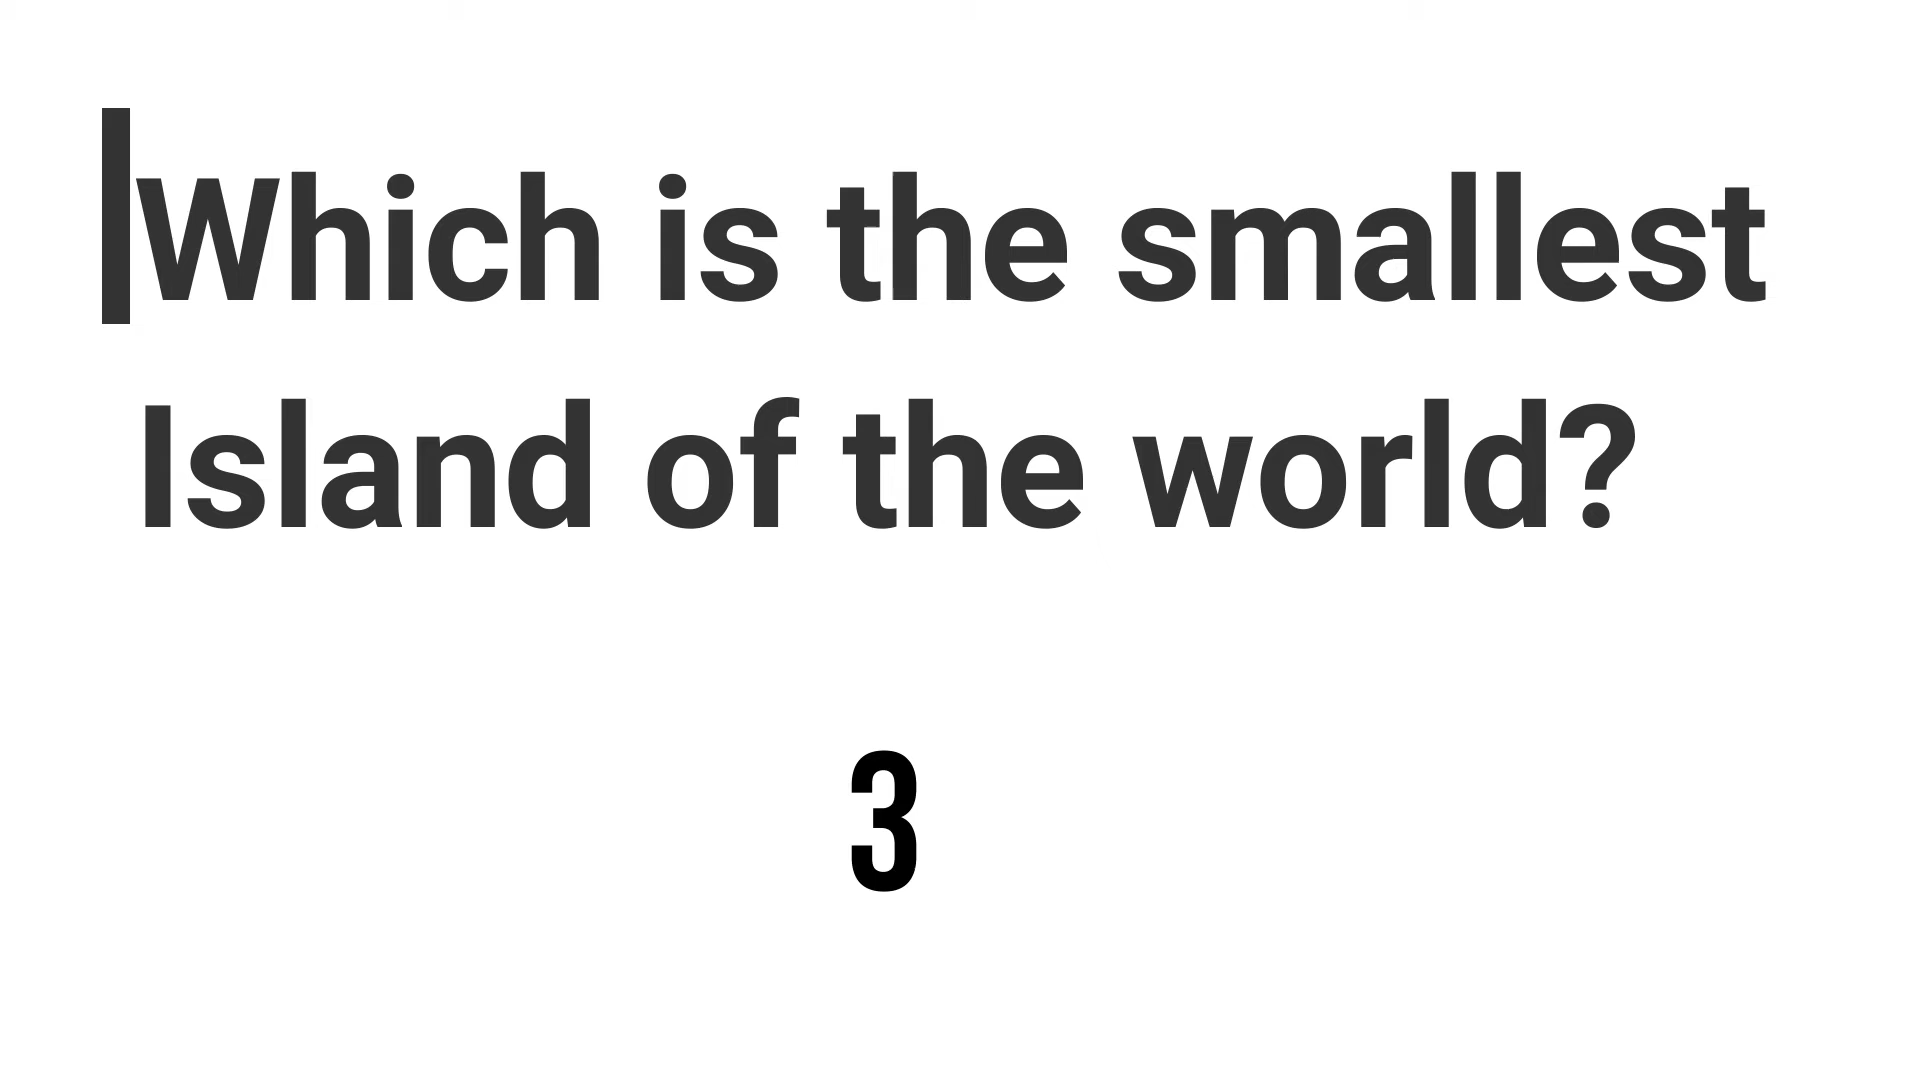 Which is the smallest
Island of the world?
3